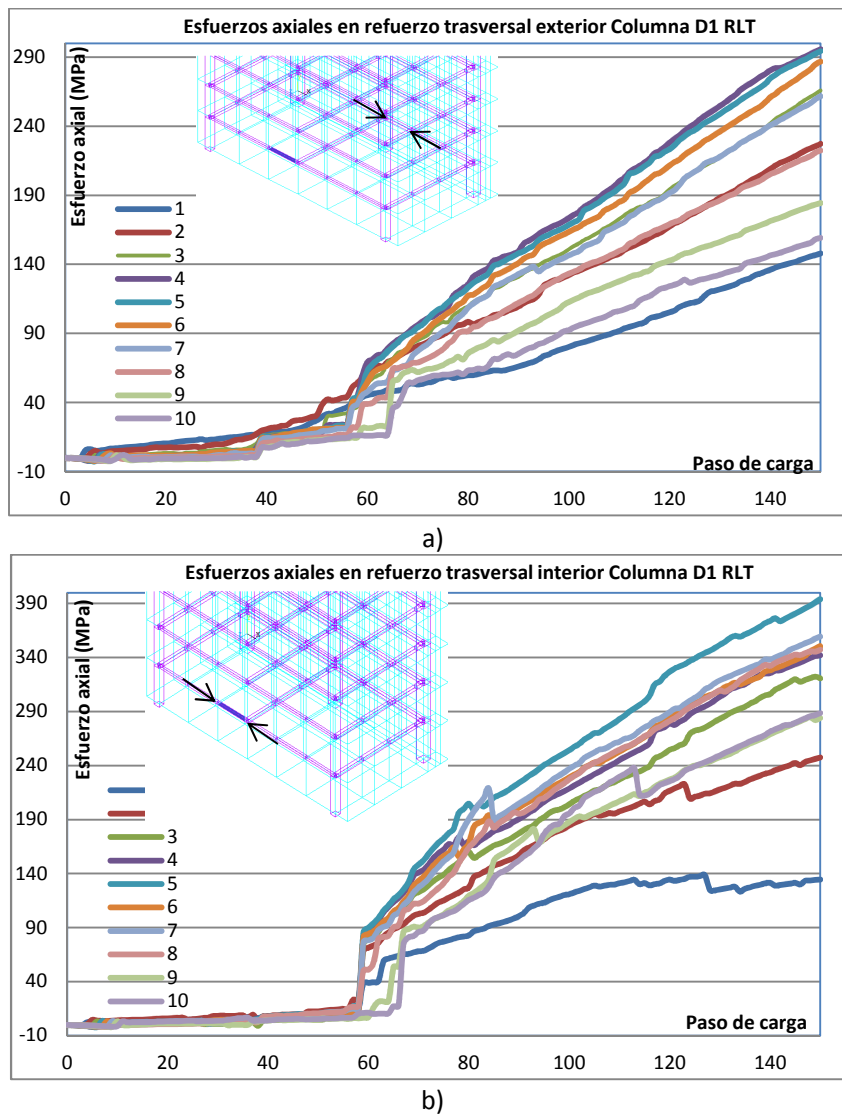 Esfuerzos axiales en refuerzo trasversal exterior Columna D1 RLT
Esfuerzo axial (MPa)
290
240
190
140
90
40
-10
1
2
3
4
5
6
7
8
9
10
x
Paso de carga
0 20 40 60 80 100 120 140
a)
Esfuerzos axiales en refuerzo trasversal interior Columna D1 RLT
Esfuerzo axial (MPa)
390
340
290
240
190
140
90
40
-10
3
4
5
6
7
8
9
10
x
Paso de carga
0 20 40 60 80 100 120 140
b)